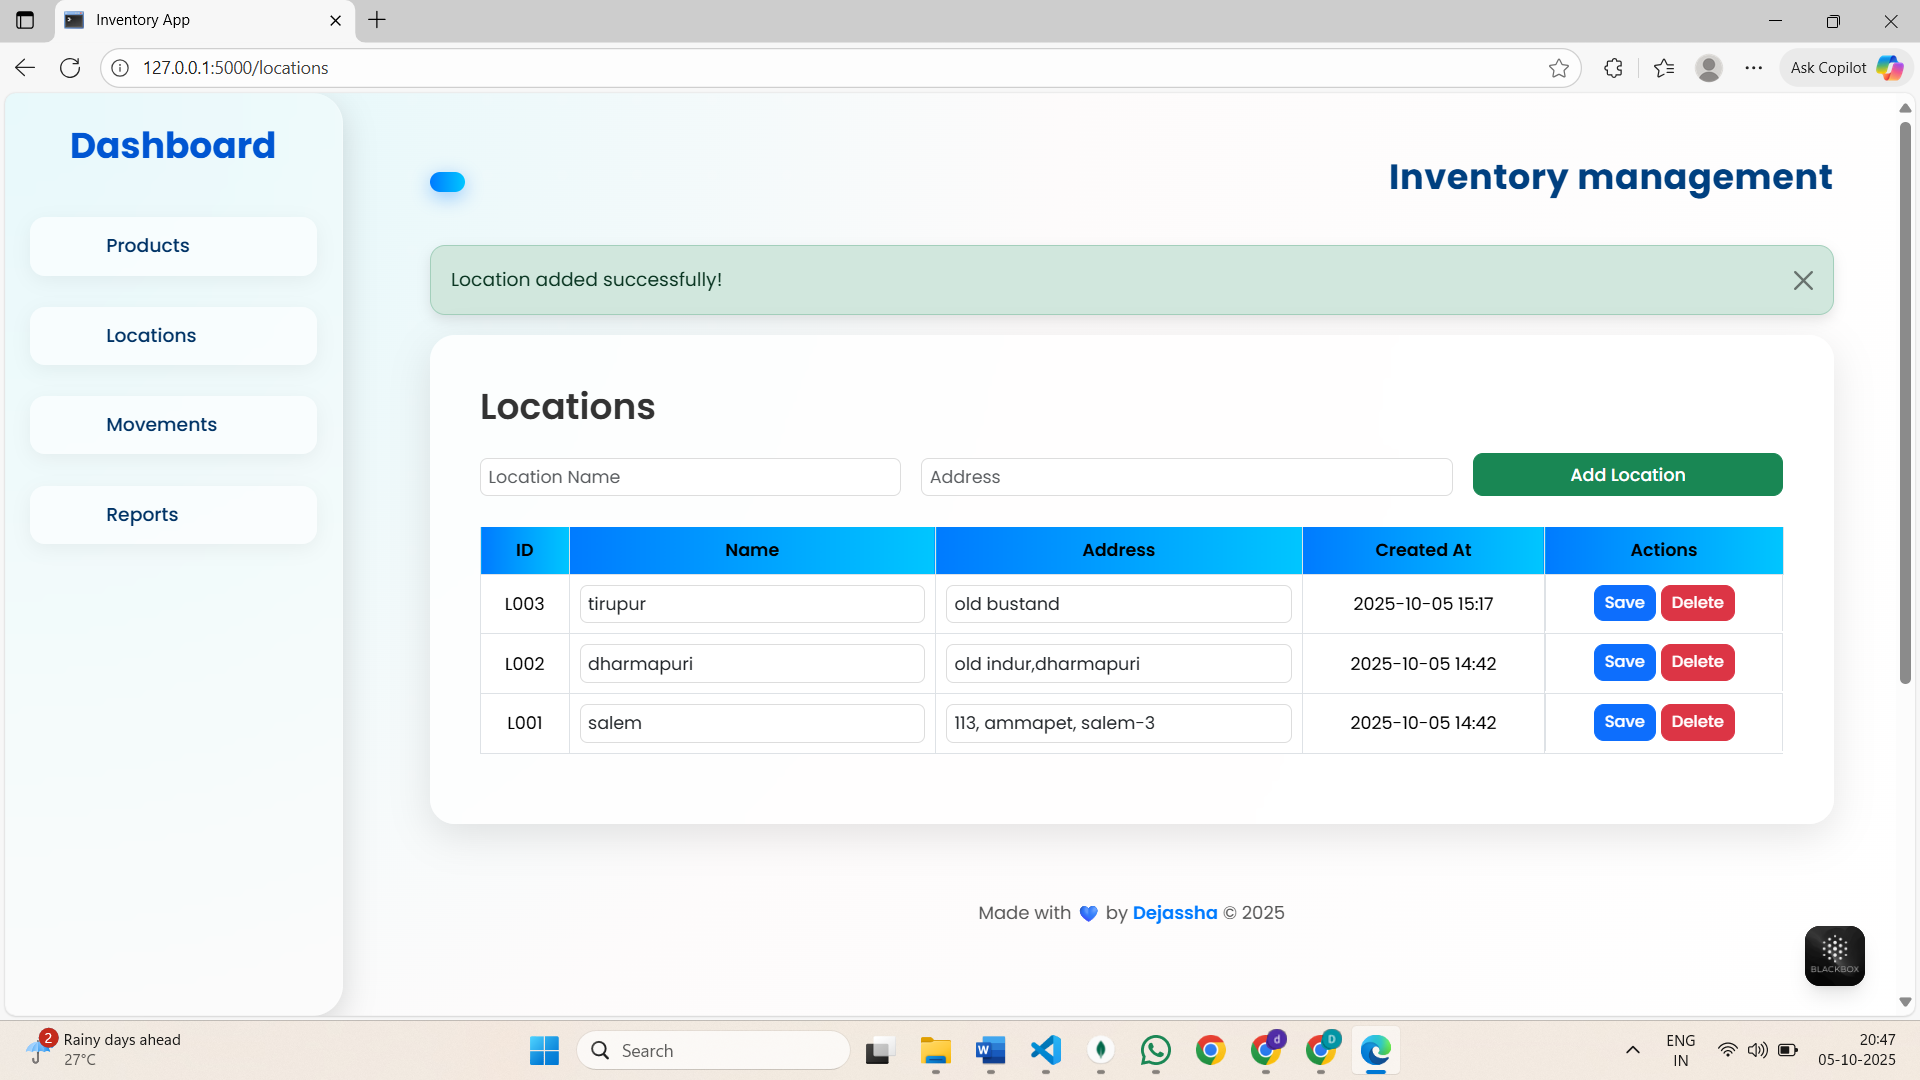 Inventory App
127.0.0.1:5000/locations
Ask Copilot
Dashboard
Products
Locations
Movements
Reports
Inventory management
Location added successfully!
Locations
Location Name Address Add Location
ID Name Address Created At Actions
L003 tirupur old bustand 2025-10-05 15:17 Save Delete
L002 dharmapuri old indur,dharmapuri 2025-10-05 14:42 Save Delete
L001 salem 113, ammapet, salem-3 2025-10-05 14:42 Save Delete
Made with 💙 by Dejassha © 2025
BLACKBOX
2
Rainy days ahead
27°C
Search
W
d
D
ENG
IN
20:47
05-10-2025